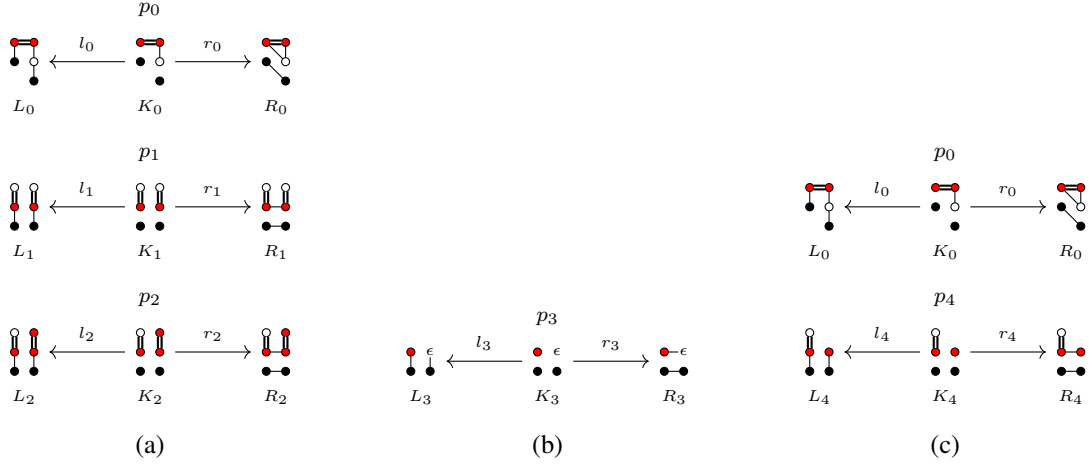 p₀
l₀ r₀
L₀ K₀ R₀
p₁
l₁ r₁
L₁ K₁ R₁
p₂
l₂ r₂
L₂ K₂ R₂
(a)
p₃
l₃ r₃
ϵ ϵ ϵ
L₃ K₃ R₃
(b)
p₀
l₀ r₀
L₀ K₀ R₀
p₄
l₄ r₄
L₄ K₄ R₄
(c)